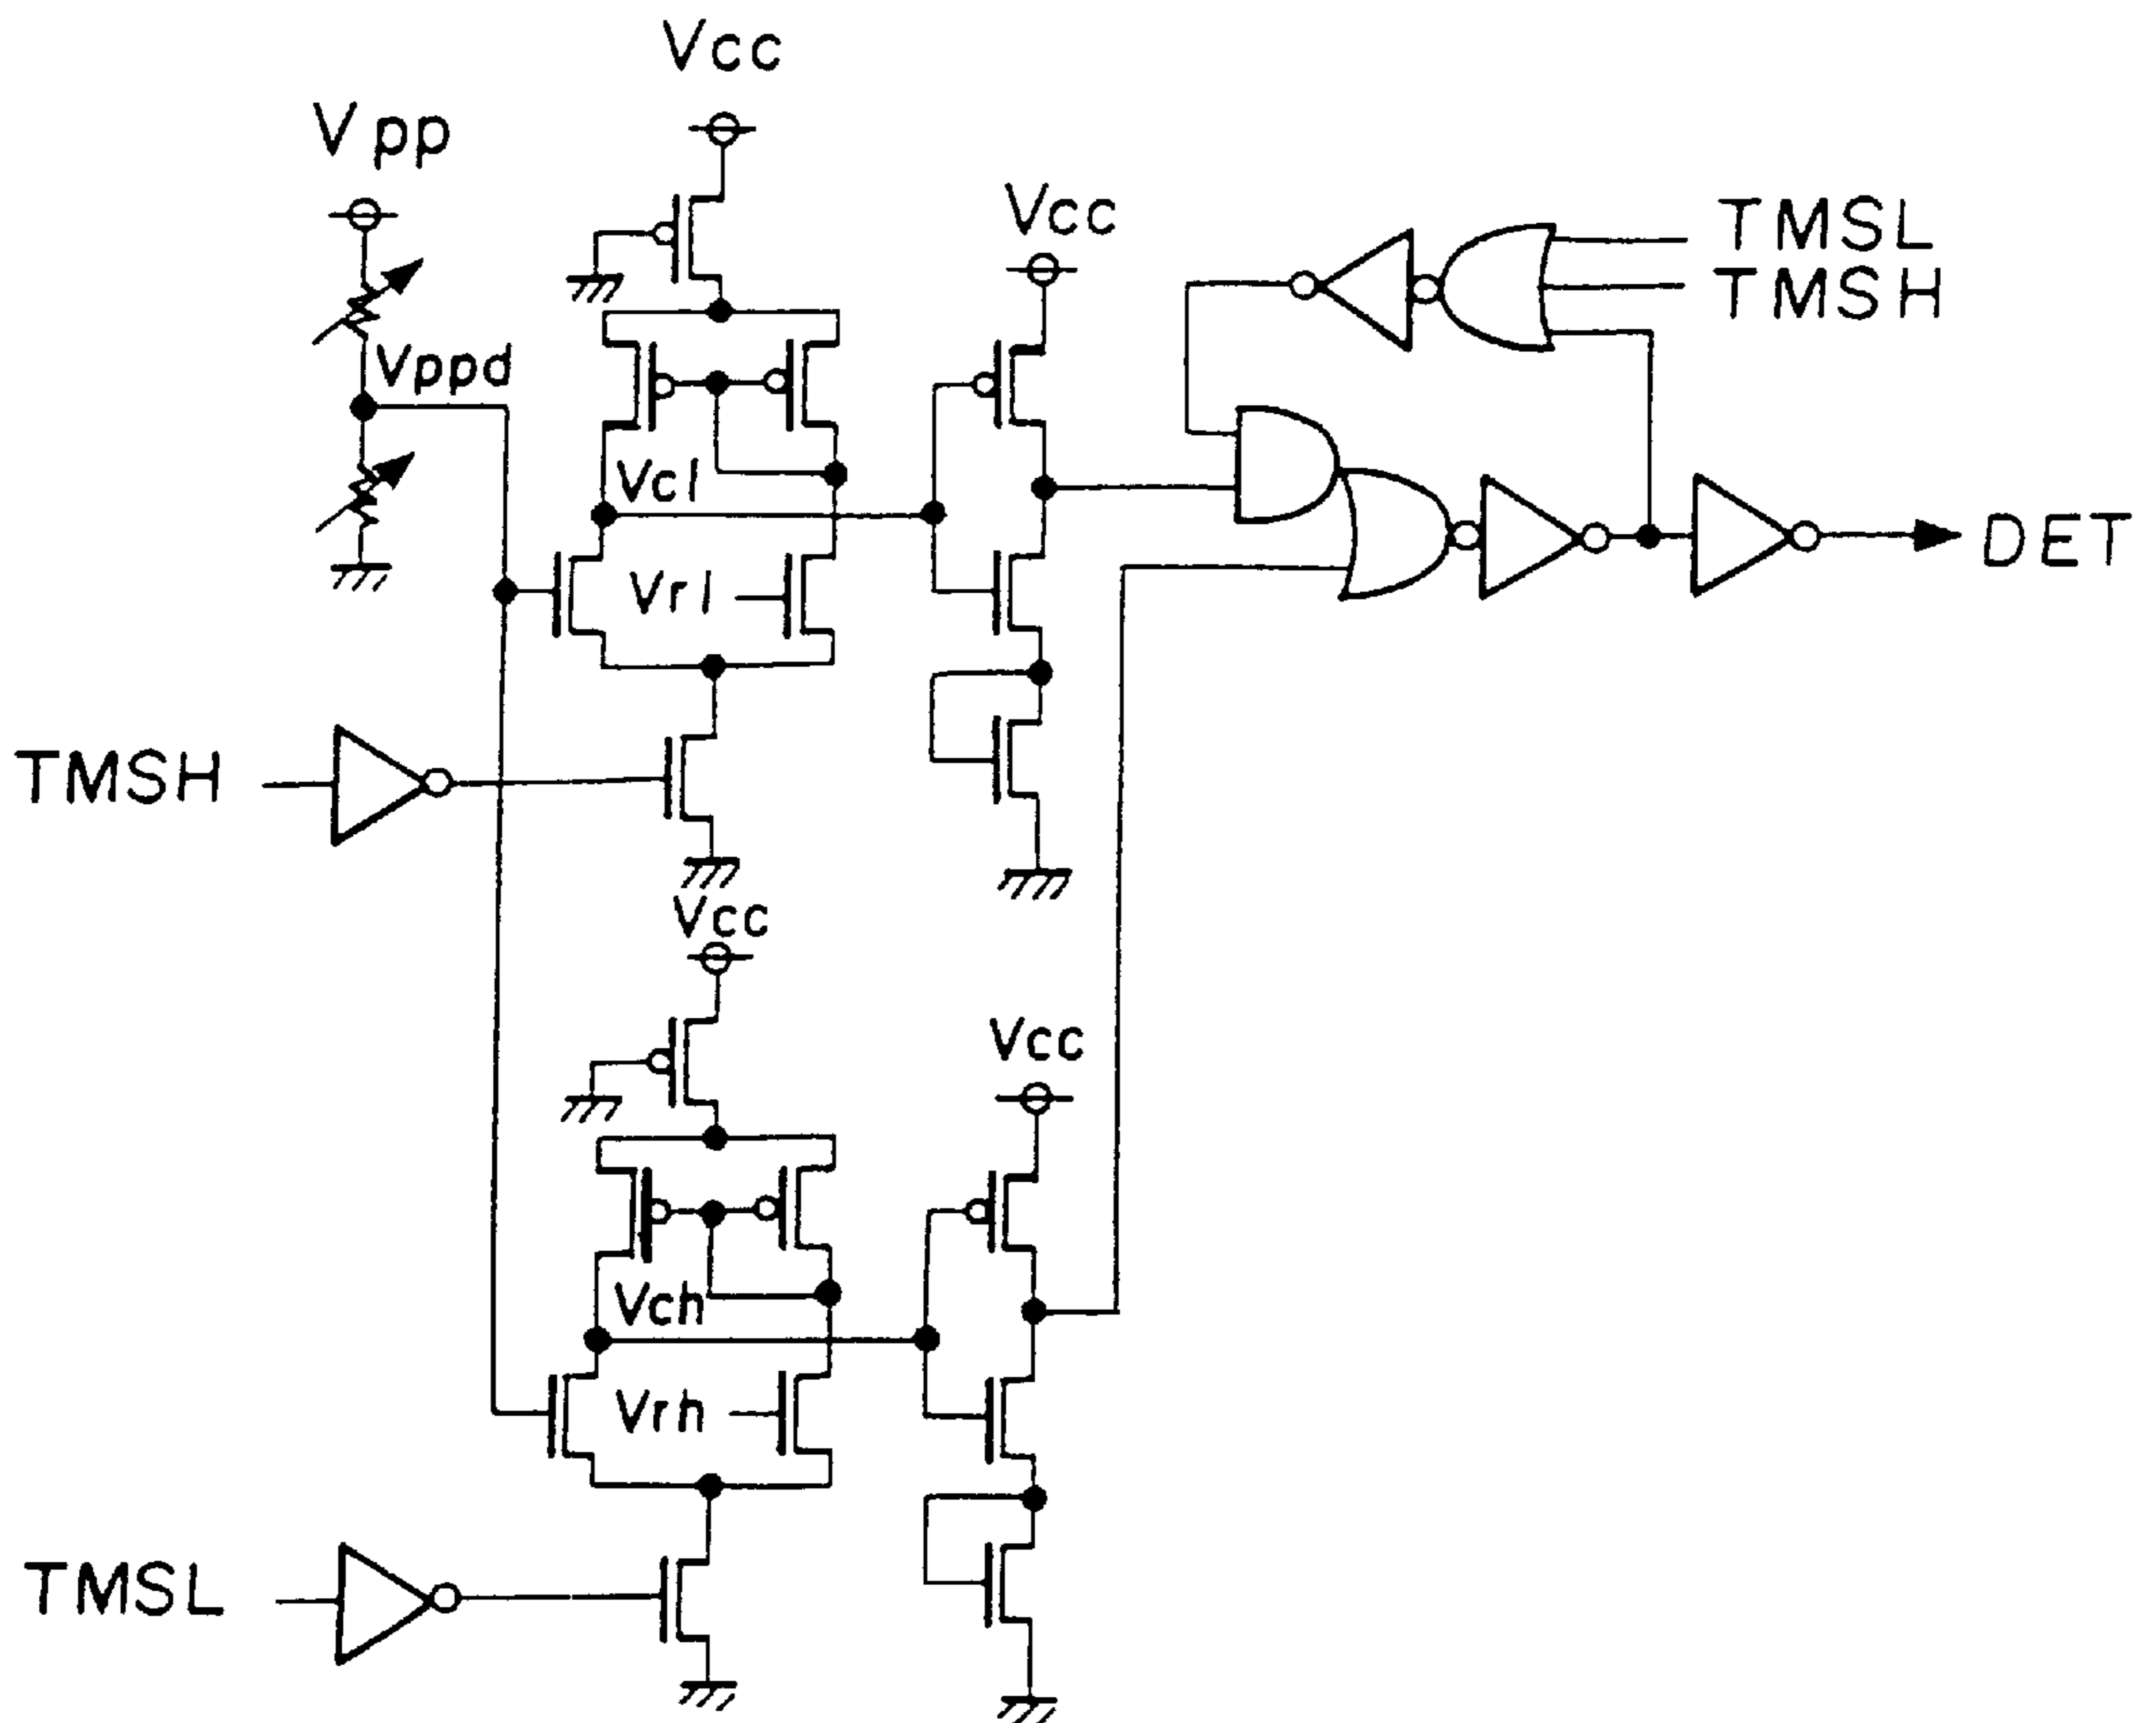 Vcc
Vpp
Vcc
TMSL
TMSH
Vppd
Vcl
DET
Vrl
TMSH
Vcc
Vcc
Vch
Vrh
TMSL